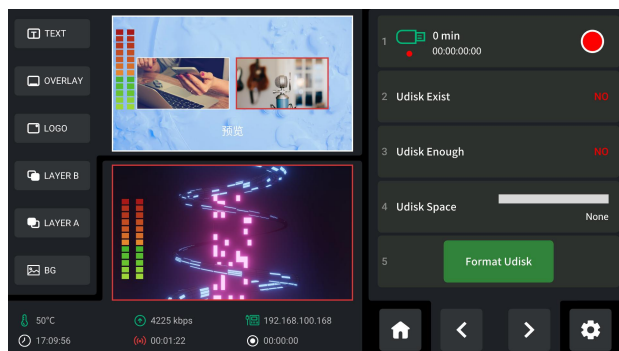 TEXT
OVERLAY
LOGO
LAYER B
LAYER A
BG
预览
50°C
4225 kbps
192.168.100.168
17:09:56
00:01:22
00:00:00
1
0 min
00:00:00:00
2 Udisk Exist NO
3 Udisk Enough NO
4 Udisk Space
None
5 Format Udisk